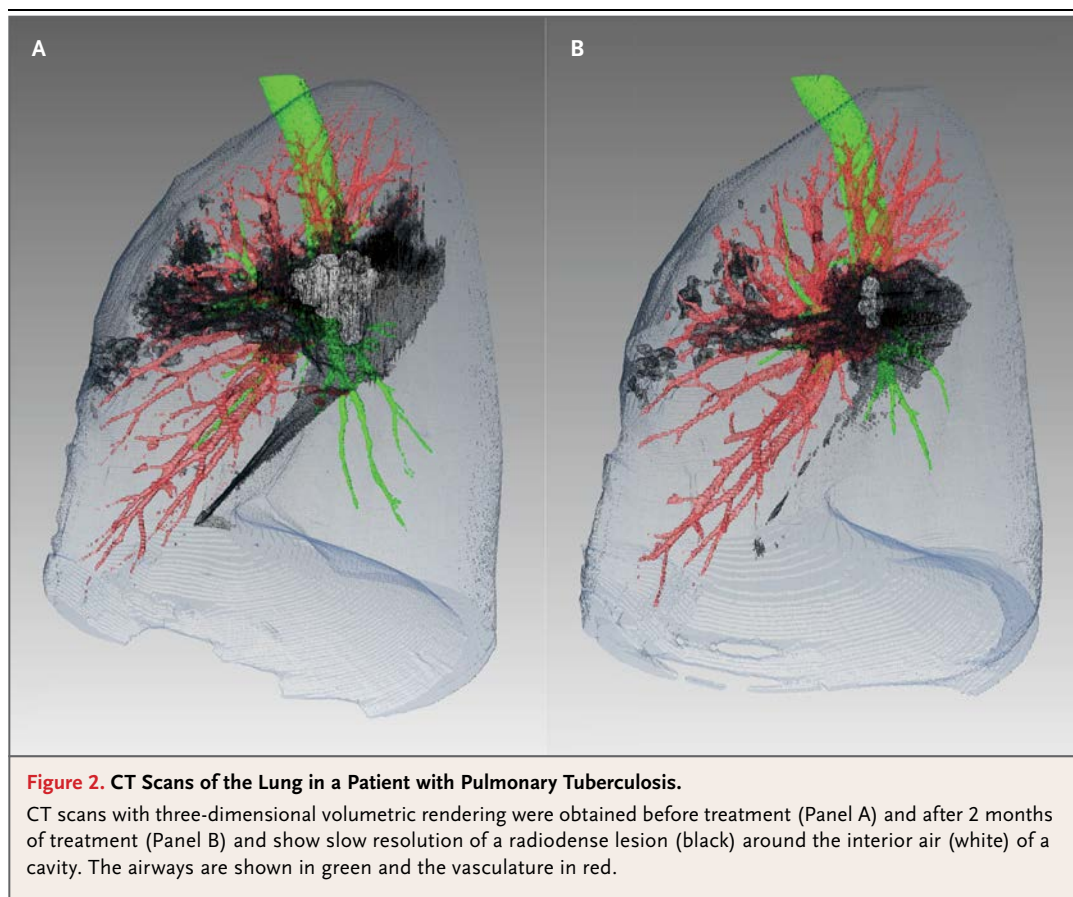 A
B
Figure 2. CT Scans of the Lung in a Patient with Pulmonary Tuberculosis.
CT scans with three-dimensional volumetric rendering were obtained before treatment (Panel A) and after 2 months
of treatment (Panel B) and show slow resolution of a radiodense lesion (black) around the interior air (white) of a
cavity. The airways are shown in green and the vasculature in red.